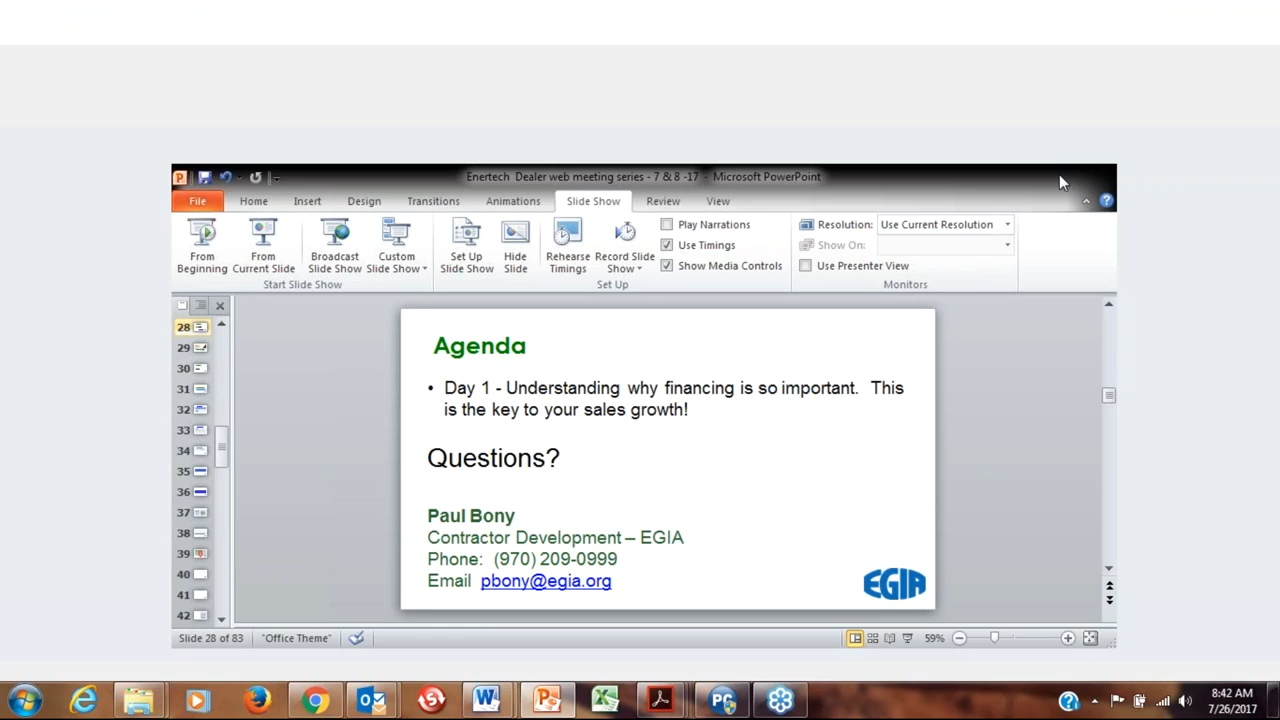 Enertech Dealer web meeting series - 7 & 8 -17 - Microsoft PowerPoint
File Home Insert Design Transitions Animations Slide Show Review View
From Beginning
From Current Slide
Broadcast Slide Show
Custom Slide Show
Set Up Slide Show
Hide Slide
Rehearse Timings
Record Slide Show
Play Narrations
Use Timings
Show Media Controls
Resolution: Use Current Resolution
Show On:
Use Presenter View
Start Slide Show
Set Up
Monitors
28
29
30
31
32
33
34
35
36
37
38
39
40
41
42
Agenda
• Day 1 - Understanding why financing is so important. This
is the key to your sales growth!
Questions?
Paul Bony
Contractor Development – EGIA
Phone: (970) 209-0999
Email pbony@egia.org
EGIA
Slide 28 of 83 "Office Theme" 59%
8:42 AM
7/26/2017